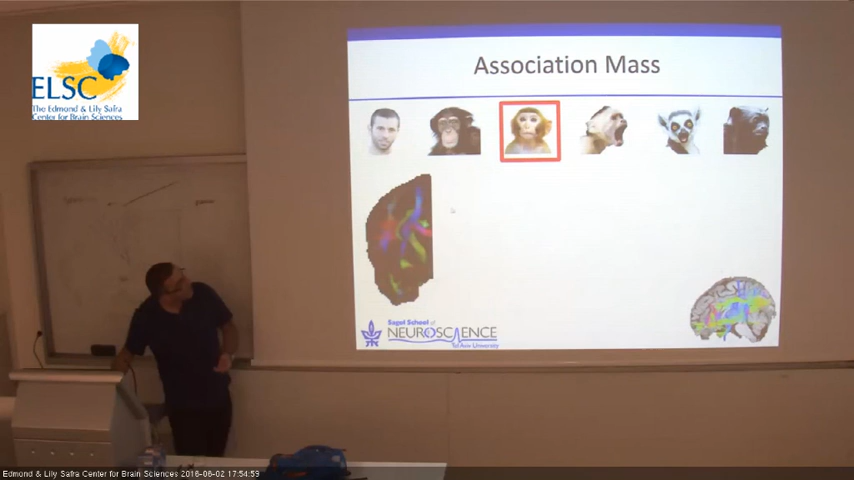 ELSC
The Edmond & Lily Safra
Center for Brain Sciences
Association Mass
Sagol School of
NEUROSCIENCE
Tel Aviv University
Edmond & Lily Safra Center for Brain Sciences 2016-06-02 17:54:59